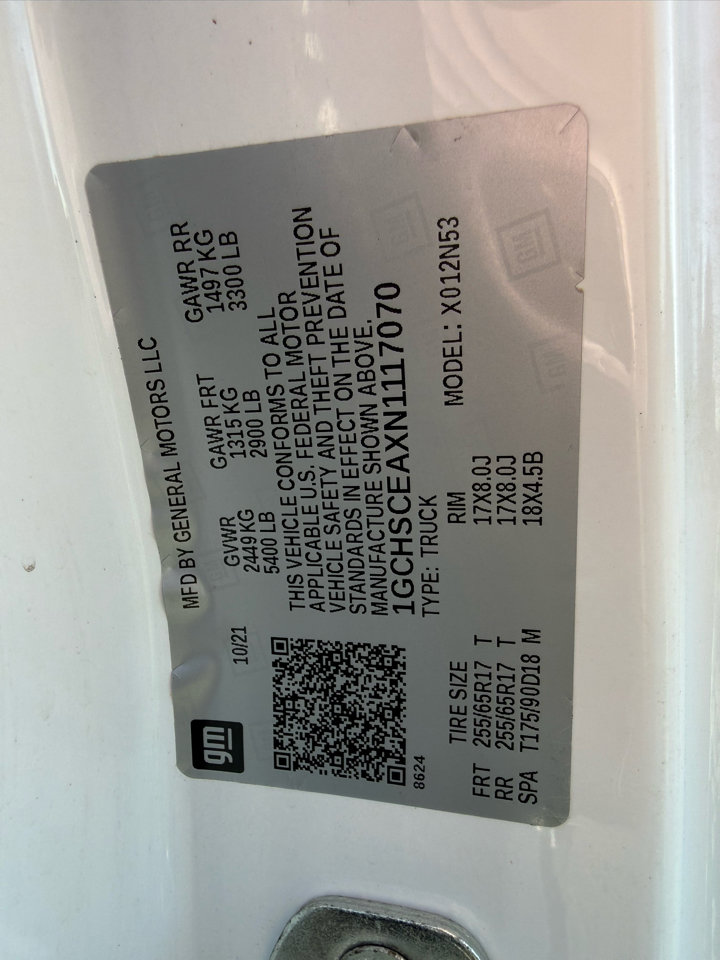 gm
10/21
MFD BY GENERAL MOTORS LLC
GVWR GAWR FRT GAWR RR
2449 KG 1315 KG 1497 KG
5400 LB 2900 LB 3300 LB
THIS VEHICLE CONFORMS TO ALL
APPLICABLE U.S. FEDERAL MOTOR
VEHICLE SAFETY AND THEFT PREVENTION
STANDARDS IN EFFECT ON THE DATE OF
MANUFACTURE SHOWN ABOVE.
1GCHSCEAXN1117070
8624
TYPE: TRUCK MODEL: X012N53
TIRE SIZE RIM
FRT 255/65R17 T 17X8.0J
RR 255/65R17 T 17X8.0J
SPA T175/90D18 M 18X4.5B